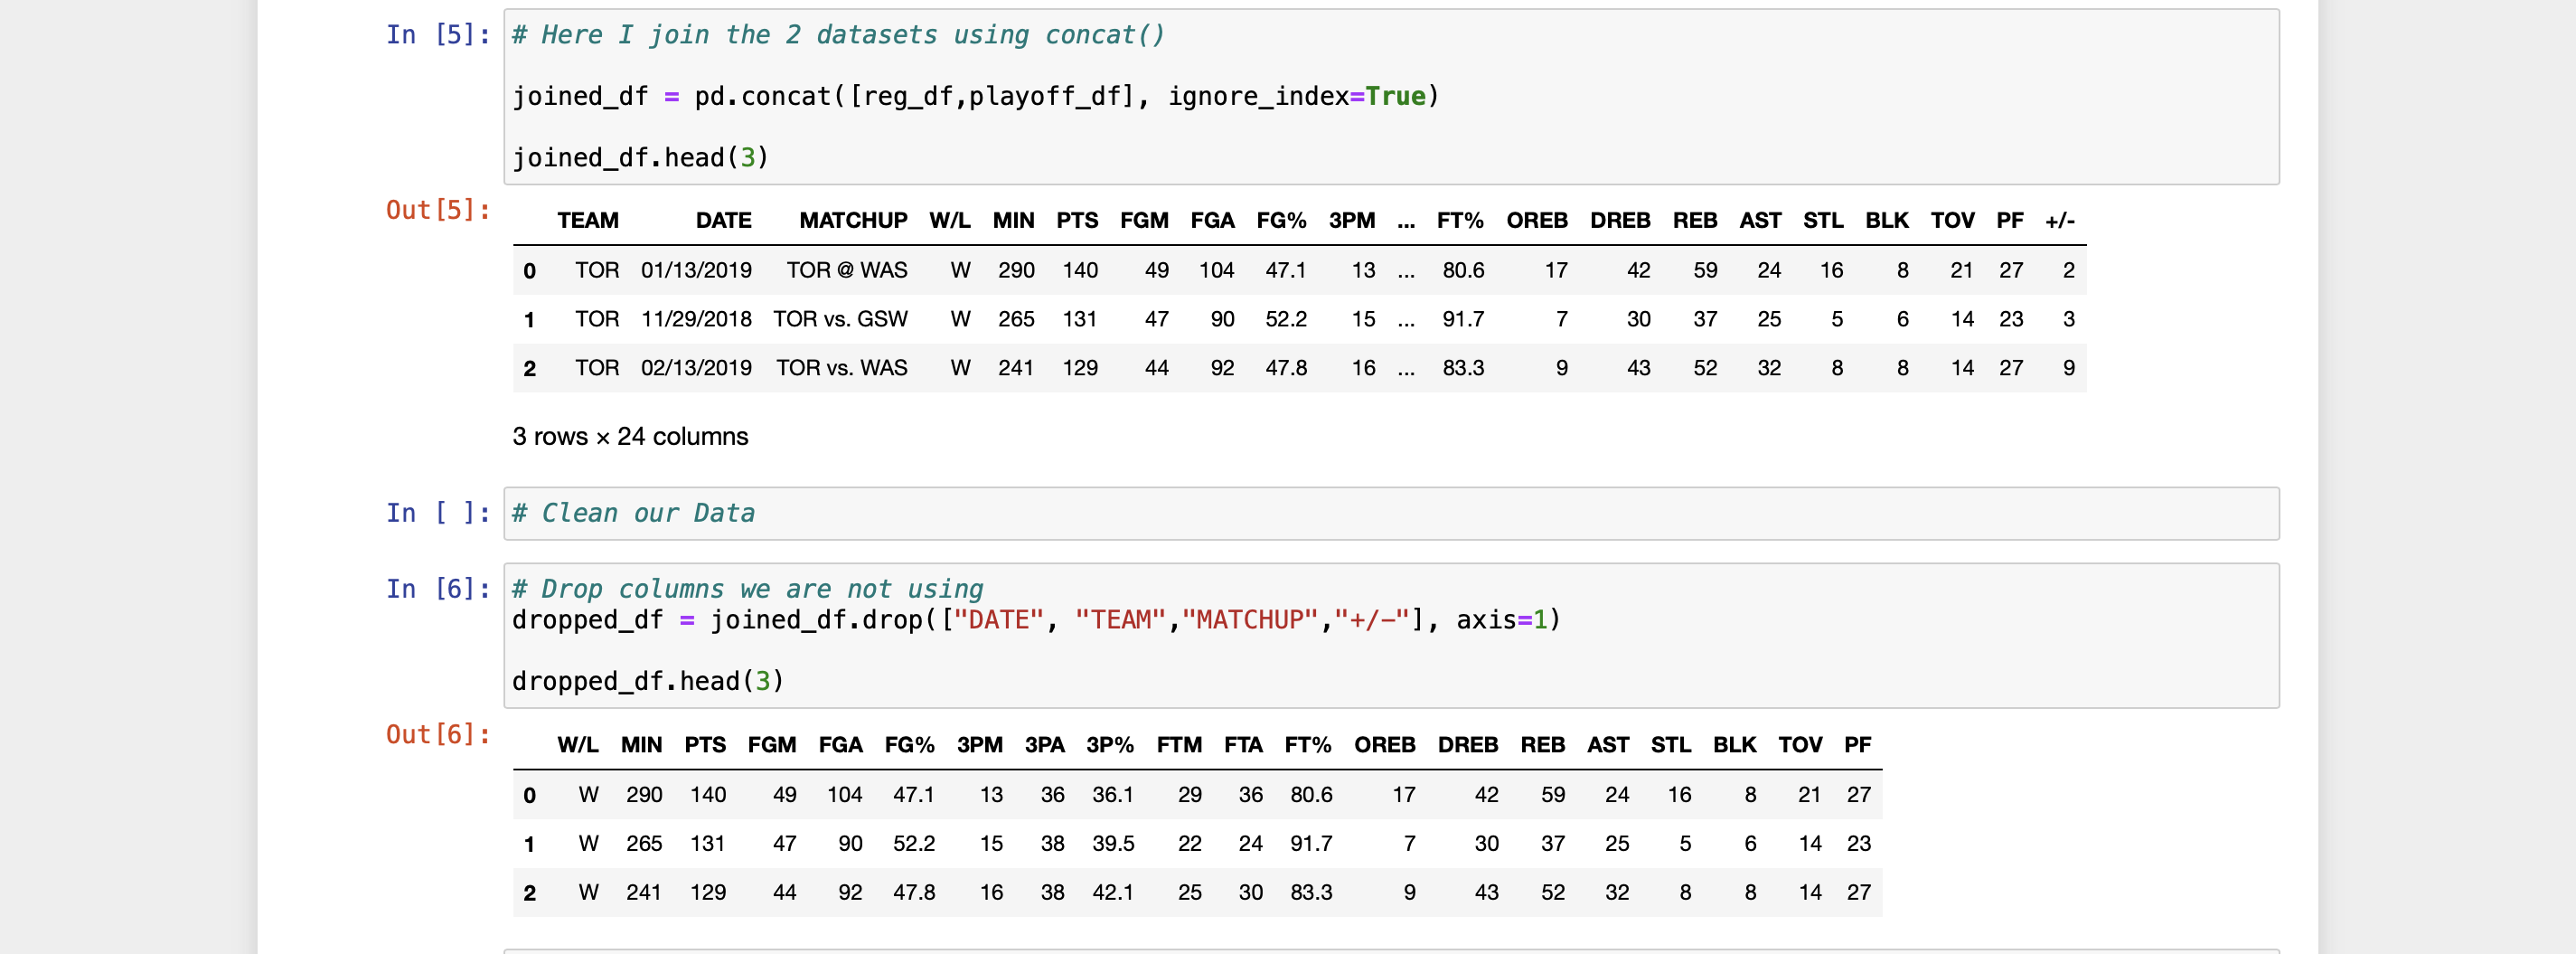 In [5]: # Here I join the 2 datasets using concat()
joined_df = pd.concat([reg_df,playoff_df], ignore_index=True)
joined_df.head(3)
Out[5]:
TEAM DATE MATCHUP W/L MIN PTS FGM FGA FG% 3PM ... FT% OREB DREB REB AST STL BLK TOV PF +/-
0 TOR 01/13/2019 TOR @ WAS W 290 140 49 104 47.1 13 ... 80.6 17 42 59 24 16 8 21 27 2
1 TOR 11/29/2018 TOR vs. GSW W 265 131 47 90 52.2 15 ... 91.7 7 30 37 25 5 6 14 23 3
2 TOR 02/13/2019 TOR vs. WAS W 241 129 44 92 47.8 16 ... 83.3 9 43 52 32 8 8 14 27 9
3 rows × 24 columns
In [ ]: # Clean our Data
In [6]: # Drop columns we are not using
dropped_df = joined_df.drop(["DATE", "TEAM","MATCHUP","+/-"], axis=1)
dropped_df.head(3)
Out[6]:
W/L MIN PTS FGM FGA FG% 3PM 3PA 3P% FTM FTA FT% OREB DREB REB AST STL BLK TOV PF
0 W 290 140 49 104 47.1 13 36 36.1 29 36 80.6 17 42 59 24 16 8 21 27
1 W 265 131 47 90 52.2 15 38 39.5 22 24 91.7 7 30 37 25 5 6 14 23
2 W 241 129 44 92 47.8 16 38 42.1 25 30 83.3 9 43 52 32 8 8 14 27